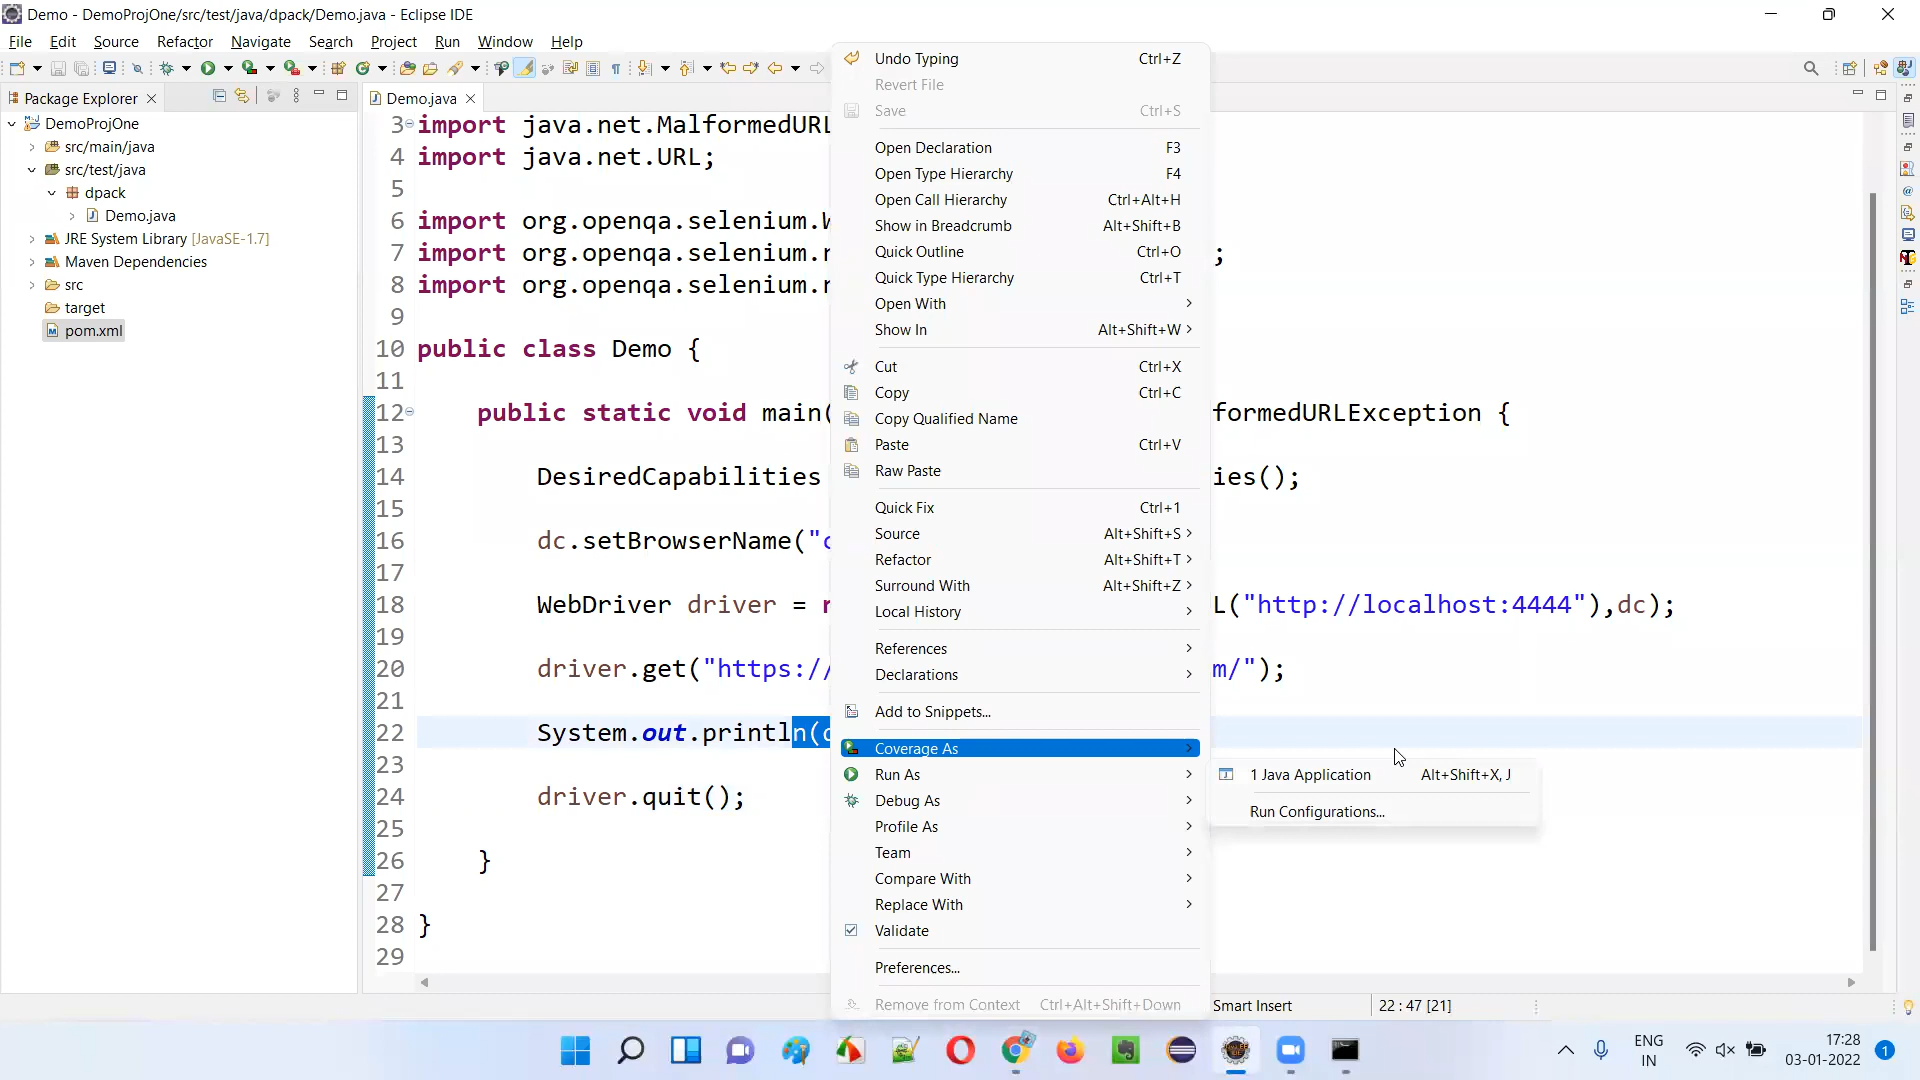 Demo - DemoProjOne/src/test/java/dpack/Demo.java - Eclipse IDE
File Edit Source Refactor Navigate Search Project Run Window Help
Package Explorer
DemoProjOne
src/main/java
src/test/java
dpack
Demo.java
JRE System Library [JavaSE-1.7]
Maven Dependencies
src
target
pom.xml
Demo.java
3 import java.net.MalformedURL
4 import java.net.URL;
5
6 import org.openqa.selenium.
7 import org.openqa.selenium.r ;
8 import org.openqa.selenium.r
9
10 public class Demo {
11
12 public static void main( formedURLException {
13
14 DesiredCapabilities ies();
15
16 dc.setBrowserName("c
17
18 WebDriver driver = L("http://localhost:4444"),dc);
19
20 driver.get("https:// m/");
21
22 System.out.println(
23
24 driver.quit();
25
26 }
27
28 }
29
Undo Typing Ctrl+Z
Revert File
Save Ctrl+S
Open Declaration F3
Open Type Hierarchy F4
Open Call Hierarchy Ctrl+Alt+H
Show in Breadcrumb Alt+Shift+B
Quick Outline Ctrl+O
Quick Type Hierarchy Ctrl+T
Open With
Show In Alt+Shift+W
Cut Ctrl+X
Copy Ctrl+C
Copy Qualified Name
Paste Ctrl+V
Raw Paste
Quick Fix Ctrl+1
Source Alt+Shift+S
Refactor Alt+Shift+T
Surround With Alt+Shift+Z
Local History
References
Declarations
Add to Snippets...
Coverage As
Run As
Debug As
Profile As
Team
Compare With
Replace With
Validate
Preferences...
Remove from Context Ctrl+Alt+Shift+Down
1 Java Application Alt+Shift+X, J
Run Configurations...
Smart Insert
22 : 47 [21]
ENG
IN
17:28
03-01-2022
1